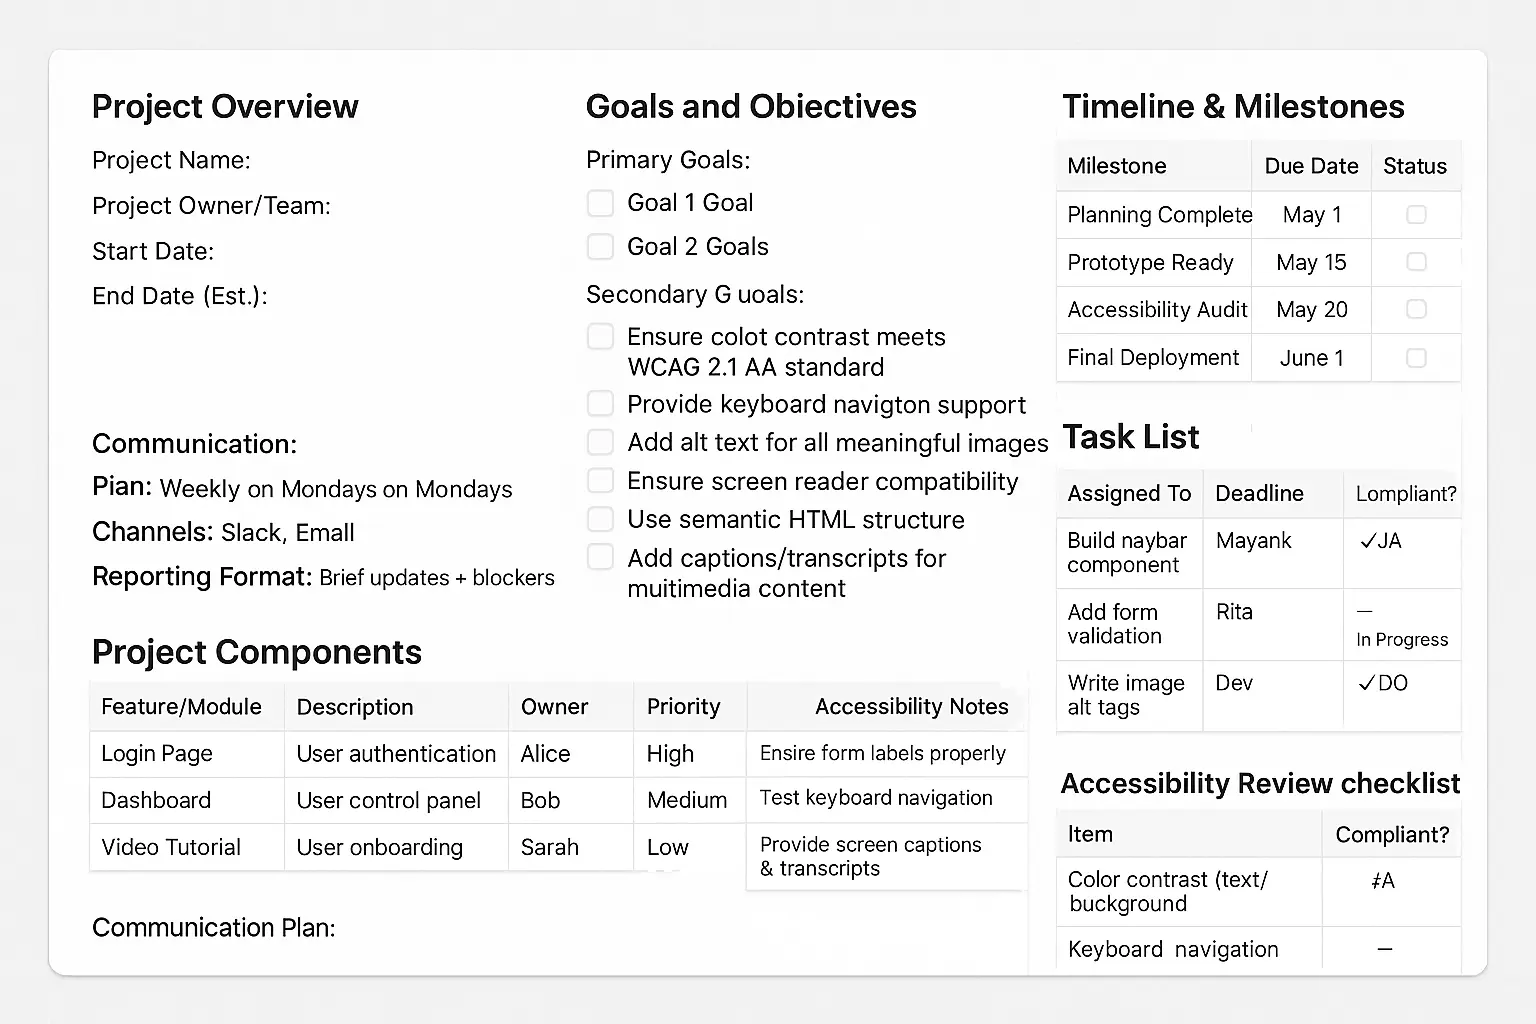 Project Overview
Project Name:
Project Owner/Team:
Start Date:
End Date (Est.):
Communication:
Pian: Weekly on Mondays on Mondays
Channels: Slack, Emall
Reporting Format: Brief updates + blockers
Goals and Obiectives
Primary Goals:
Goal 1 Goal
Goal 2 Goals
Secondary G uoals:
Ensure colot contrast meets
WCAG 2.1 AA standard
Provide keyboard navigton support
Add alt text for all meaningful images
Ensure screen reader compatibility
Use semantic HTML structure
Add captions/transcripts for
muitimedia content
Project Components
Feature/Module Description Owner Priority Accessibility Notes
Login Page User authentication Alice High Ensire form labels properly
Dashboard User control panel Bob Medium Test keyboard navigation
Video Tutorial User onboarding Sarah Low Provide screen captions
& transcripts
Communication Plan:
Timeline & Milestones
Milestone Due Date Status
Planning Complete May 1
Prototype Ready May 15
Accessibility Audit May 20
Final Deployment June 1
Task List
Assigned To Deadline Lompliant?
Build naybar Mayank ✓JA
component
Add form Rita —
validation In Progress
Write image Dev ✓DO
alt tags
Accessibility Review checklist
Item Compliant?
Color contrast (text/ ⧧A
buckground
Keyboard navigation —